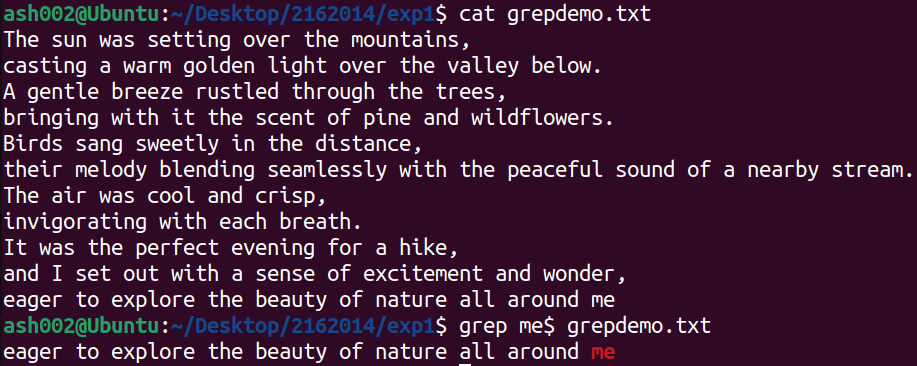 ash002@Ubuntu:~/Desktop/2162014/exp1$ cat grepdemo.txt
The sun was setting over the mountains,
casting a warm golden light over the valley below.
A gentle breeze rustled through the trees,
bringing with it the scent of pine and wildflowers.
Birds sang sweetly in the distance,
their melody blending seamlessly with the peaceful sound of a nearby stream.
The air was cool and crisp,
invigorating with each breath.
It was the perfect evening for a hike,
and I set out with a sense of excitement and wonder,
eager to explore the beauty of nature all around me
ash002@Ubuntu:~/Desktop/2162014/exp1$ grep me$ grepdemo.txt
eager to explore the beauty of nature all around me